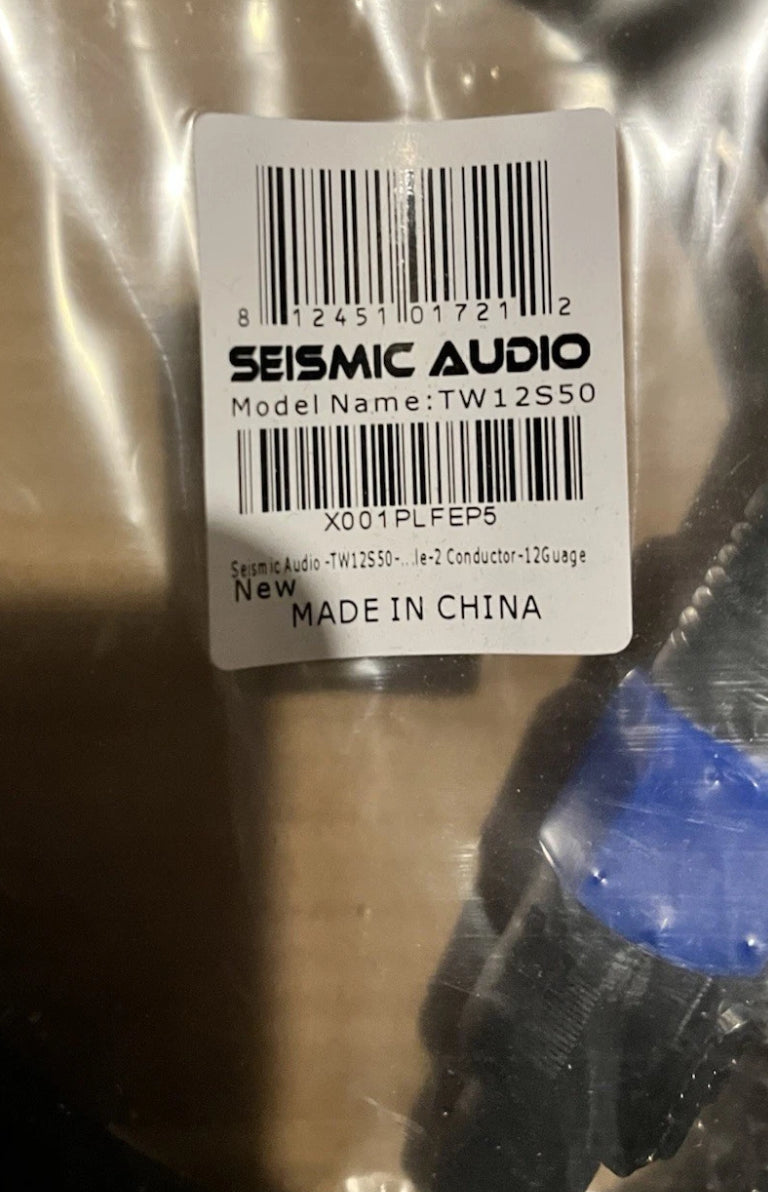 8 12451 01721 2
SEISMIC AUDIO
Model Name:TW12S50
X001PLFEP5
Seismic Audio -TW12S50-...le-2 Conductor-12Guage
New
MADE IN CHINA